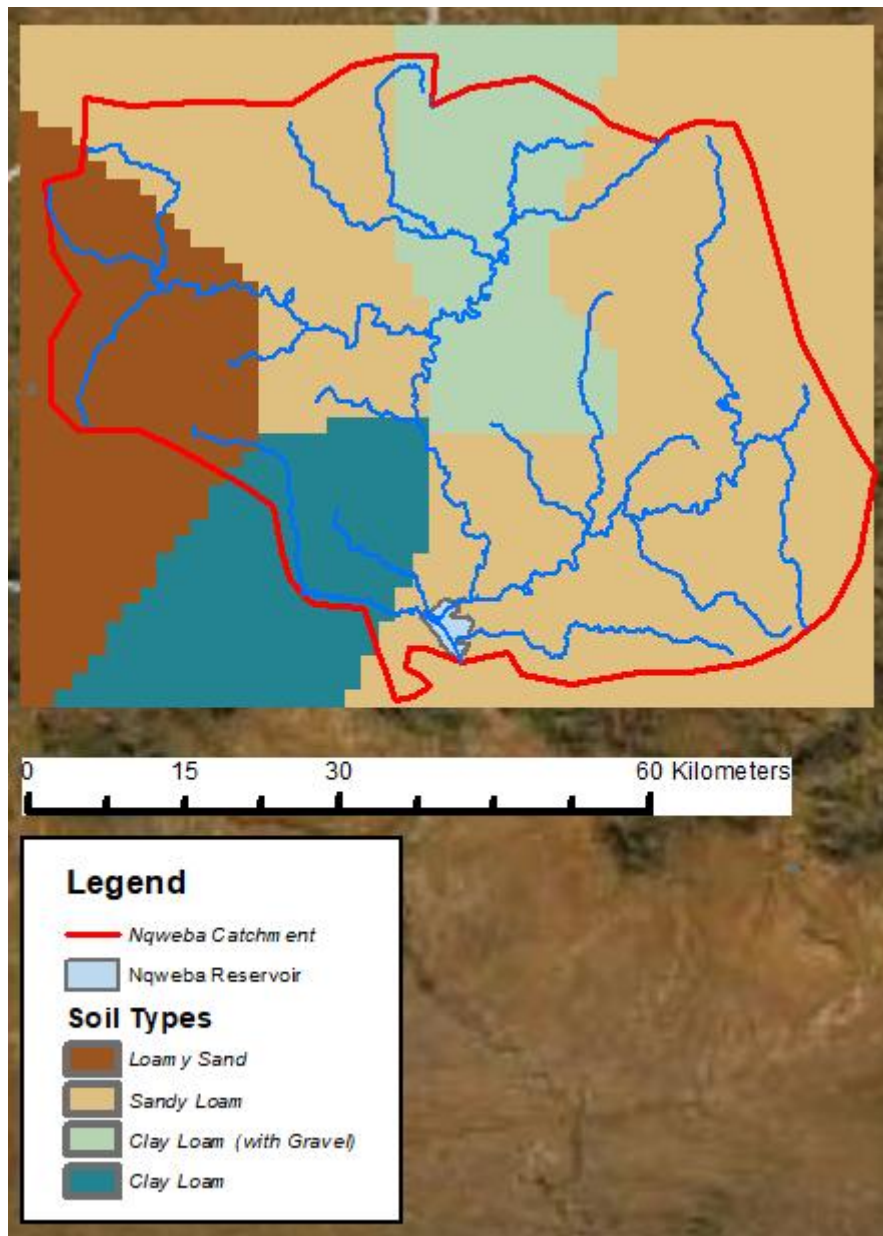 0 15 30 60 Kilometers
Legend
Nqweba Catchment
Nqweba Reservoir
Soil Types
Loamy Sand
Sandy Loam
Clay Loam (with Gravel)
Clay Loam